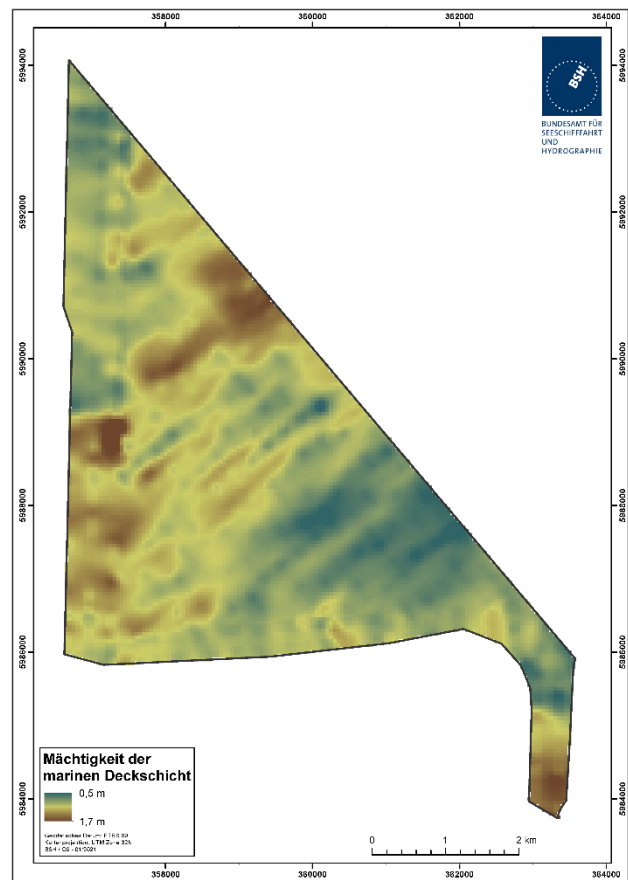 358000 360000 362000 364000
5994000 5994000
BSH
BUNDESAMT FÜR
SEESCHIFFFAHRT
UND
HYDROGRAPHIE
5992000 5992000
5990000 5990000
5988000 5988000
5986000 5986000
Mächtigkeit der
marinen Deckschicht
0,5 m
1,7 m
5984000 5984000
0 1 2 km
358000 360000 362000 364000